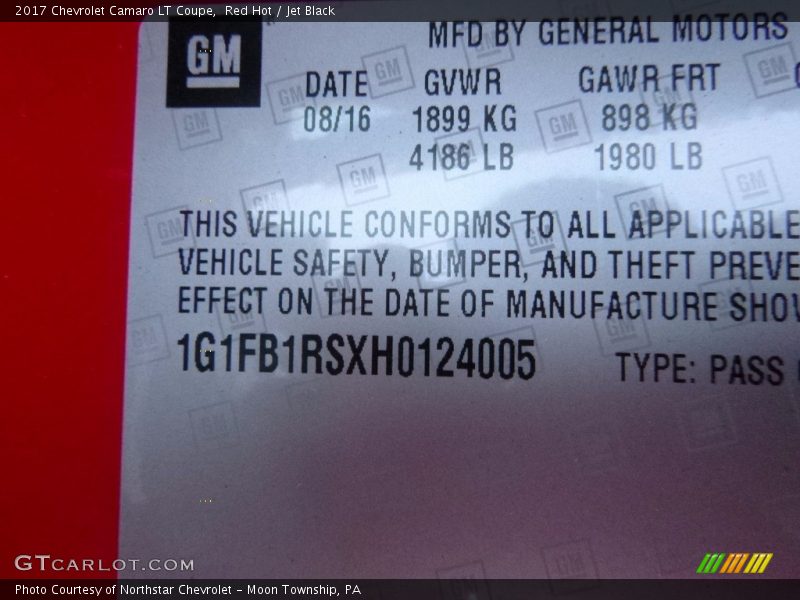 2017 Chevrolet Camaro LT Coupe, Red Hot / Jet Black
GM
MFD BY GENERAL MOTORS
DATE GVWR GAWR FRT
08/16 1899 KG 898 KG
4186 LB 1980 LB
THIS VEHICLE CONFORMS TO ALL APPLICABLE
VEHICLE SAFETY, BUMPER, AND THEFT PREVE
EFFECT ON THE DATE OF MANUFACTURE SHOW
1G1FB1RSXH0124005 TYPE: PASS
GTCARLOT.COM
Photo Courtesy of Northstar Chevrolet - Moon Township, PA